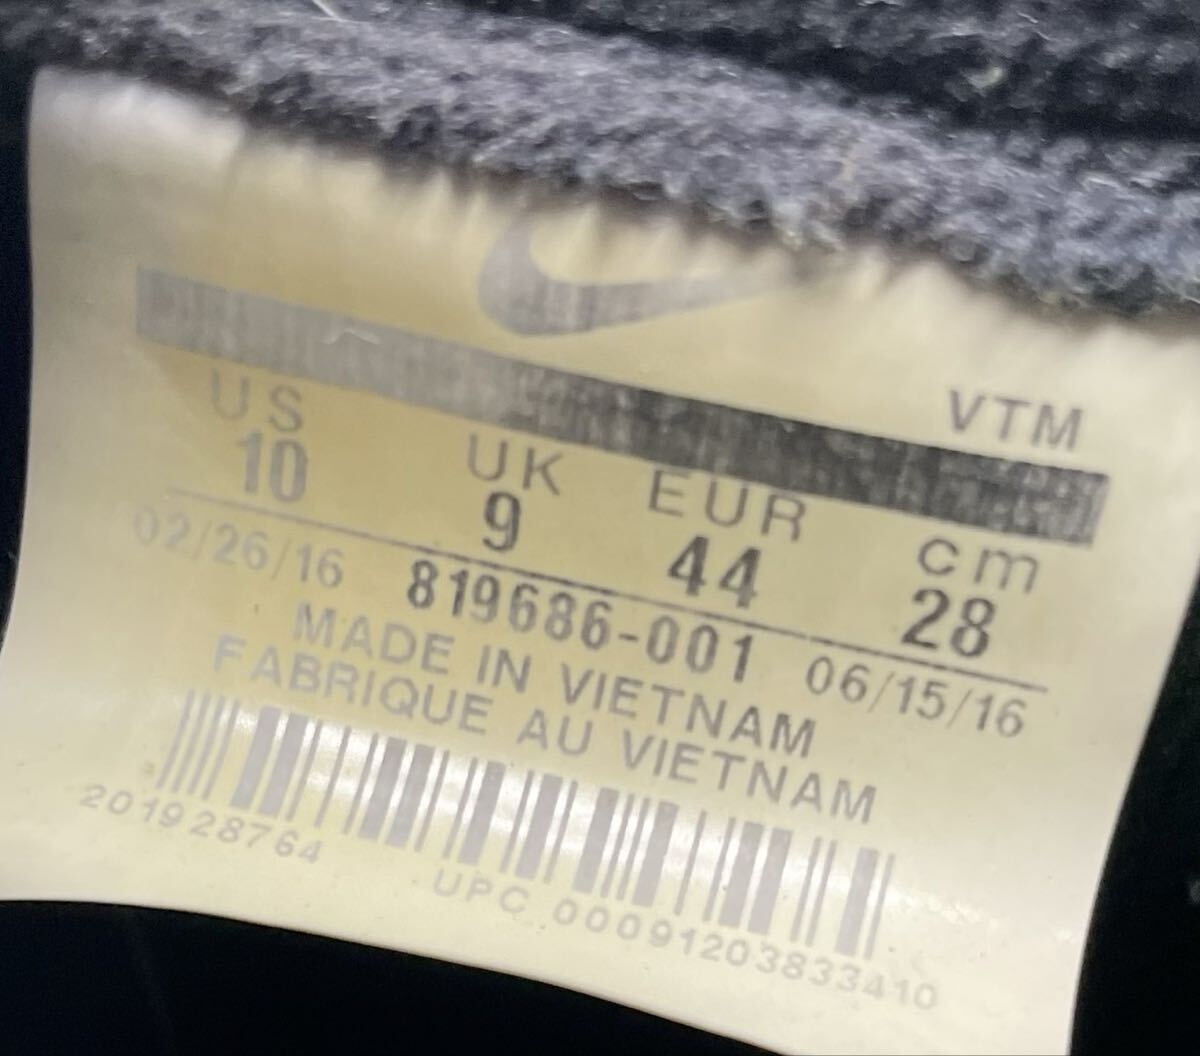 VTM
US UK EUR cm
10 9 44 28
02/26/16 819686-001 06/15/16
MADE IN VIETNAM
FABRIQUE AU VIETNAM
201928764
UPC 00091203833410